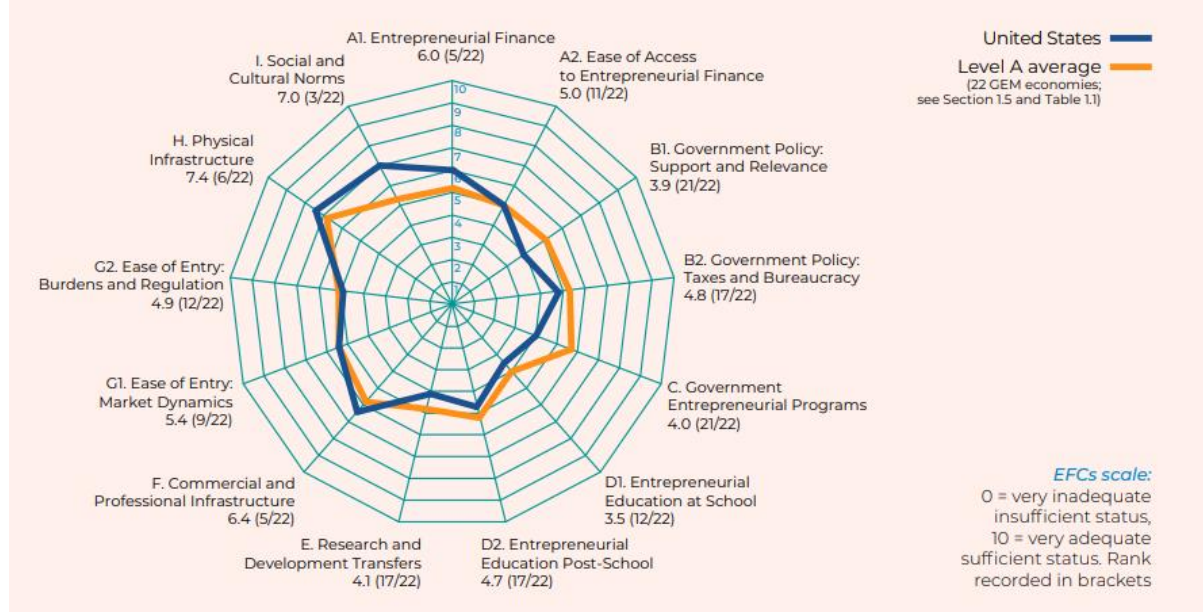 A1. Entrepreneurial Finance
6.0 (5/22)
A2. Ease of Access
to Entrepreneurial Finance
5.0 (11/22)
B1. Government Policy:
Support and Relevance
3.9 (21/22)
B2. Government Policy:
Taxes and Bureaucracy
4.8 (17/22)
C. Government
Entrepreneurial Programs
4.0 (21/22)
D1. Entrepreneurial
Education at School
3.5 (12/22)
D2. Entrepreneurial
Education Post-School
4.7 (17/22)
E. Research and
Development Transfers
4.1 (17/22)
F. Commercial and
Professional Infrastructure
6.4 (5/22)
G1. Ease of Entry:
Market Dynamics
5.4 (9/22)
G2. Ease of Entry:
Burdens and Regulation
4.9 (12/22)
H. Physical
Infrastructure
7.4 (6/22)
I. Social and
Cultural Norms
7.0 (3/22)
10
9
8
7
6
5
4
3
2
1
United States
Level A average
(22 GEM economies;
see Section 1.5 and Table 1.1)
EFCs scale:
0 = very inadequate
insufficient status,
10 = very adequate
sufficient status. Rank
recorded in brackets